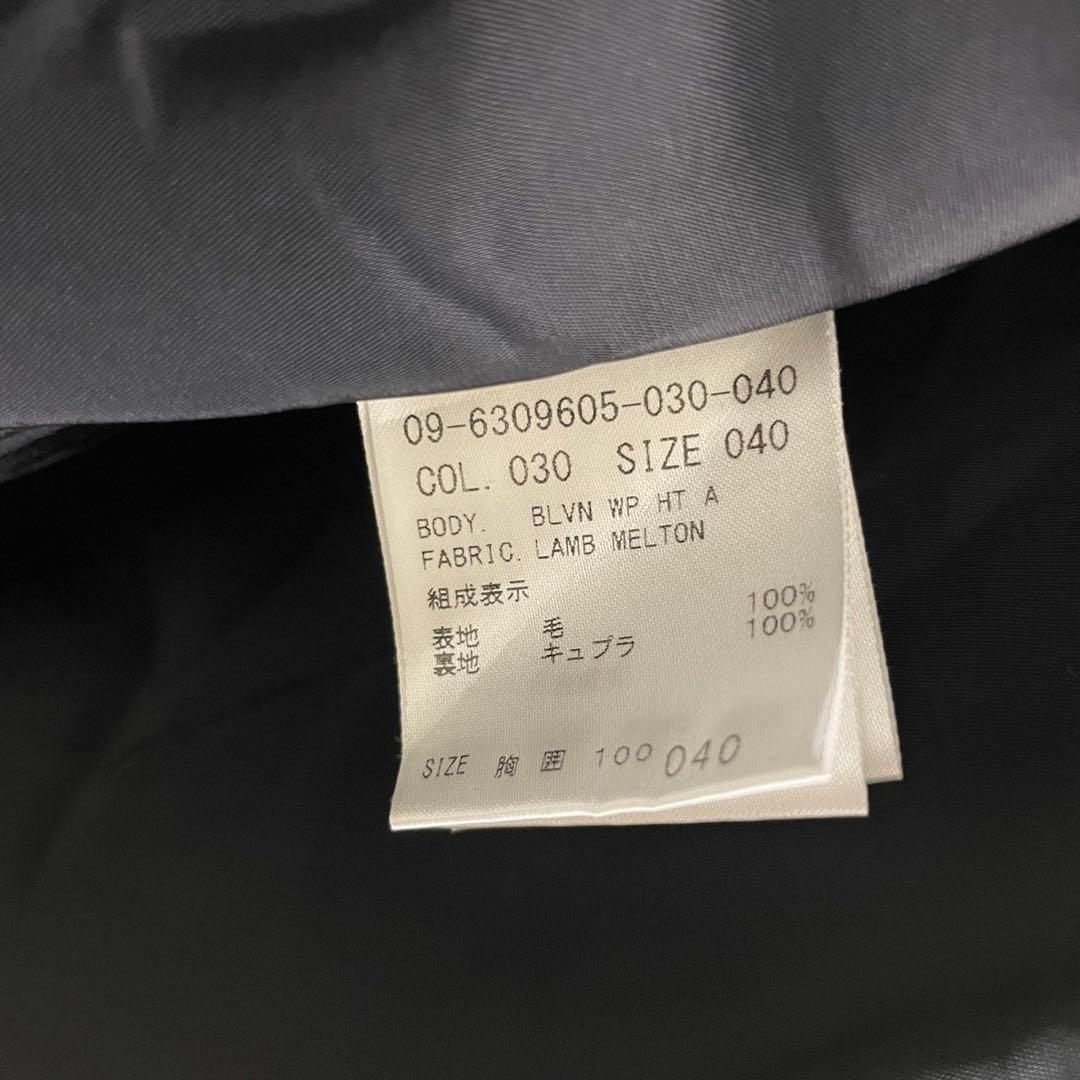 09-6309605-030-040
COL. 030 SIZE 040
BODY. BLVN WP HT A
FABRIC. LAMB MELTON
組成表示
表地 毛 100%
裏地 キュプラ 100%
SIZE 胸 囲 100 040